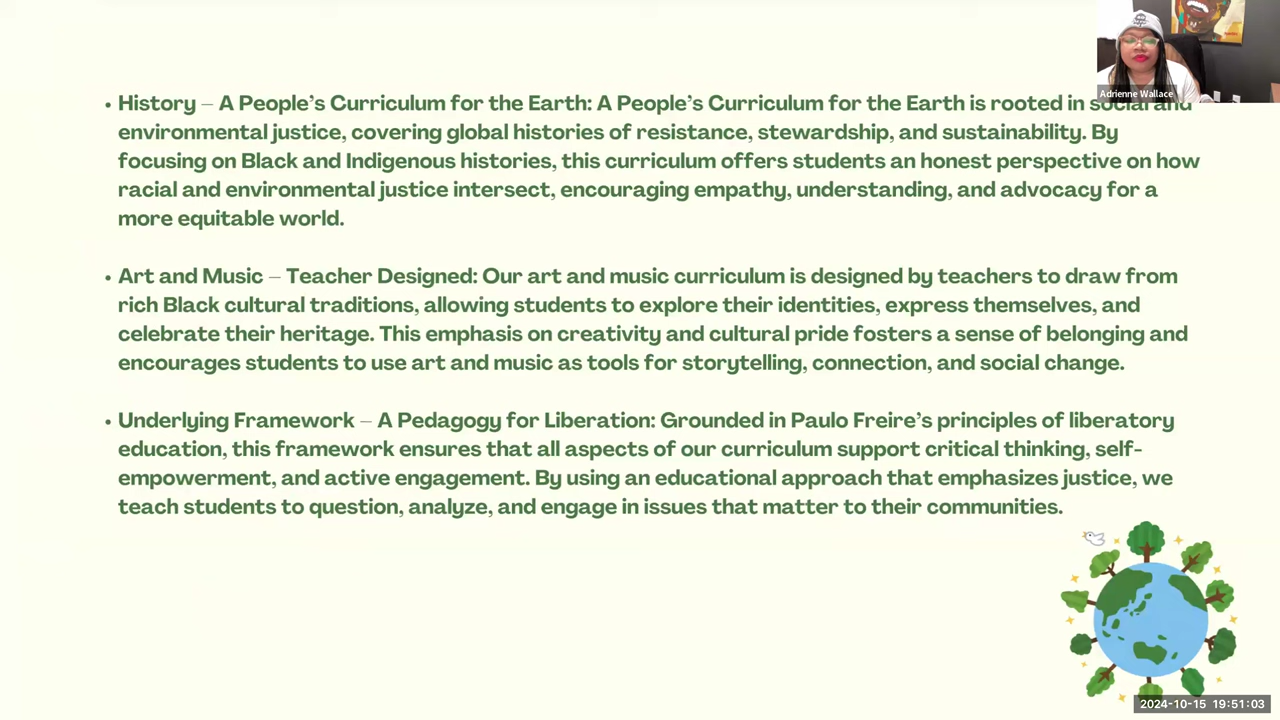 • History – A People’s Curriculum for the Earth: A People’s Curriculum for the Earth is rooted in social and
environmental justice, covering global histories of resistance, stewardship, and sustainability. By
focusing on Black and Indigenous histories, this curriculum offers students an honest perspective on how
racial and environmental justice intersect, encouraging empathy, understanding, and advocacy for a
more equitable world.
• Art and Music – Teacher Designed: Our art and music curriculum is designed by teachers to draw from
rich Black cultural traditions, allowing students to explore their identities, express themselves, and
celebrate their heritage. This emphasis on creativity and cultural pride fosters a sense of belonging and
encourages students to use art and music as tools for storytelling, connection, and social change.
• Underlying Framework – A Pedagogy for Liberation: Grounded in Paulo Freire’s principles of liberatory
education, this framework ensures that all aspects of our curriculum support critical thinking, self-
empowerment, and active engagement. By using an educational approach that emphasizes justice, we
teach students to question, analyze, and engage in issues that matter to their communities.
Adrienne Wallace
2024-10-15 19:51:03